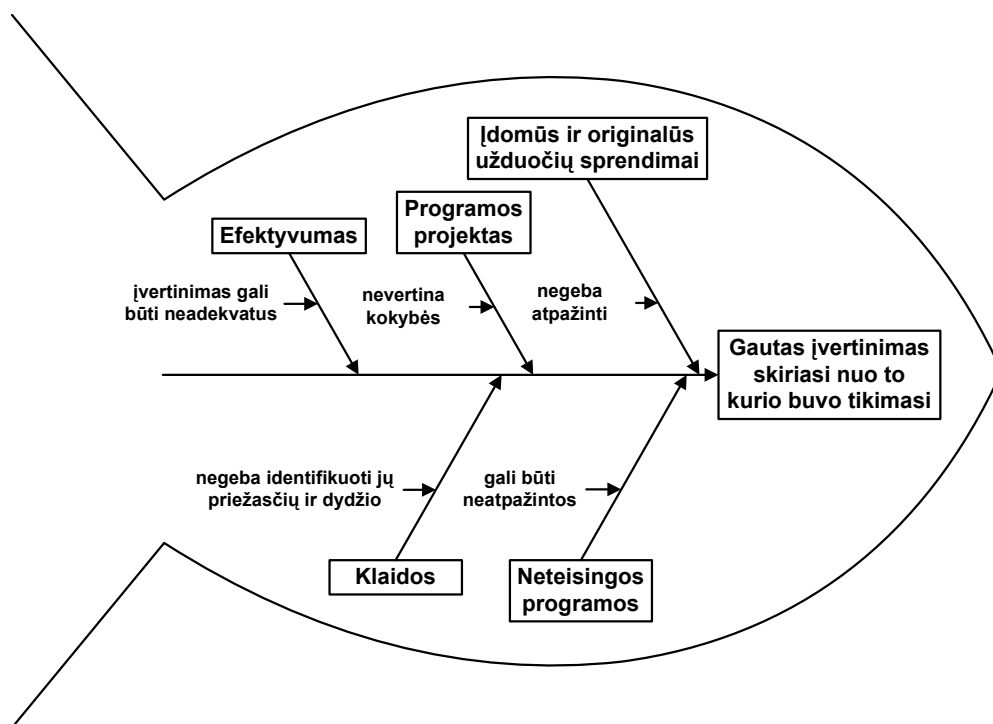 Įdomūs ir originalūs
užduočių sprendimai
Programos
projektas
Efektyvumas
įvertinimas gali
būti neadekvatus
nevertina
kokybės
negeba
atpažinti
Gautas įvertinimas
skiriasi nuo to
kurio buvo tikimasi
negeba identifikuoti jų
priežasčių ir dydžio
gali būti
neatpažintos
Klaidos
Neteisingos
programos